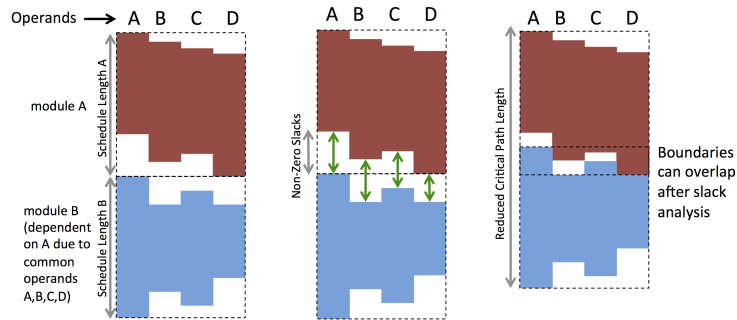 Operands
A B C D
module A
Schedule Length A
module B
(dependent
on A due to
common
operands
A,B,C,D)
Schedule Length B
A B C D
Non-Zero Slacks
A B C D
Reduced Critical Path Length
Boundaries
can overlap
after slack
analysis